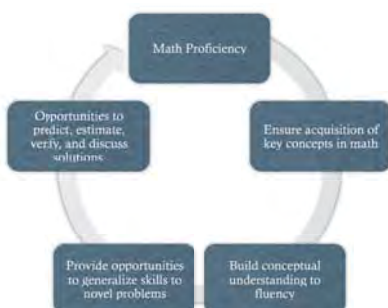 Math Proficiency
Ensure acquisition of
key concepts in math
Build conceptual
understanding to
fluency
Provide opportunities
to generalize skills to
novel problems
Opportunities to
predict, estimate,
verify, and discuss
solutions